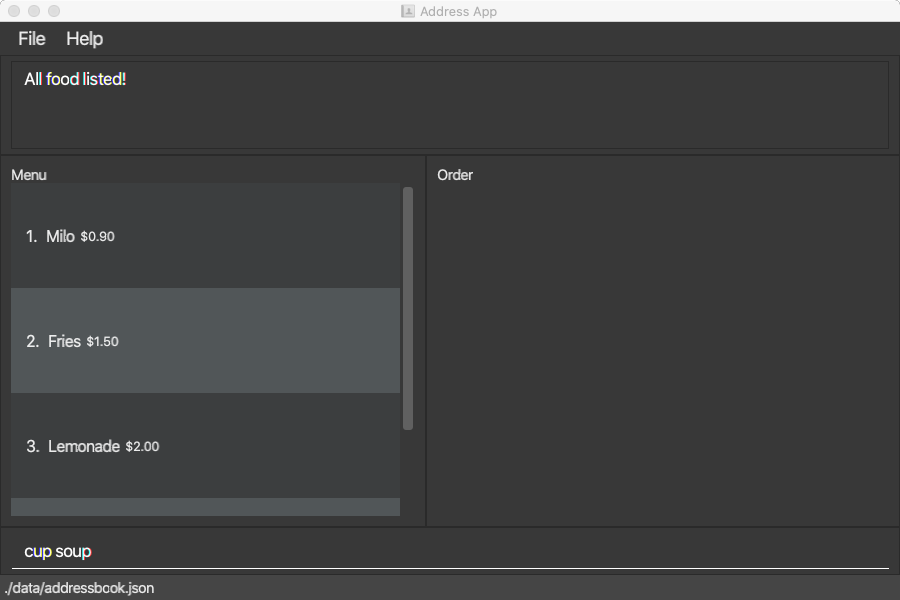 Address App
File Help
All food listed!
Menu
Order
1. Milo $0.90
2. Fries $1.50
3. Lemonade $2.00
cup soup
./data/addressbook.json